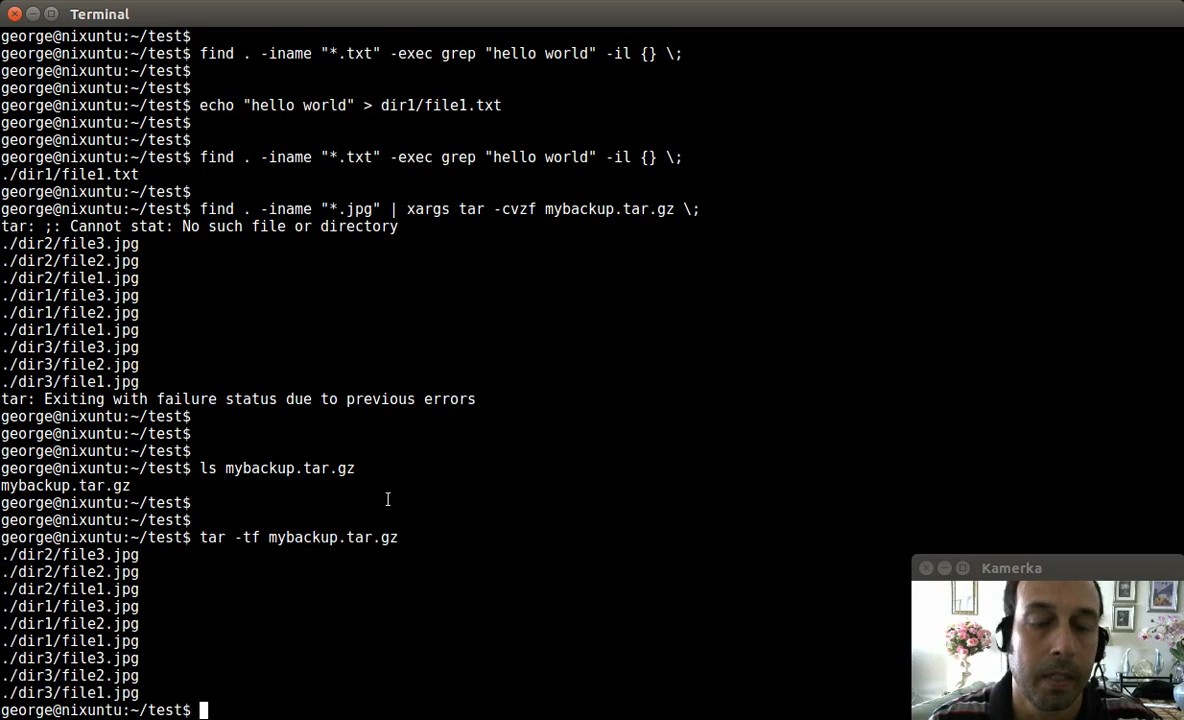 Terminal
george@nixuntu:~/test$
george@nixuntu:~/test$ find . -iname "*.txt" -exec grep "hello world" -il {} \;
george@nixuntu:~/test$
george@nixuntu:~/test$
george@nixuntu:~/test$ echo "hello world" > dir1/file1.txt
george@nixuntu:~/test$
george@nixuntu:~/test$
george@nixuntu:~/test$ find . -iname "*.txt" -exec grep "hello world" -il {} \;
./dir1/file1.txt
george@nixuntu:~/test$
george@nixuntu:~/test$ find . -iname "*.jpg" | xargs tar -cvzf mybackup.tar.gz \;
tar: ;: Cannot stat: No such file or directory
./dir2/file3.jpg
./dir2/file2.jpg
./dir2/file1.jpg
./dir1/file3.jpg
./dir1/file2.jpg
./dir1/file1.jpg
./dir3/file3.jpg
./dir3/file2.jpg
./dir3/file1.jpg
tar: Exiting with failure status due to previous errors
george@nixuntu:~/test$
george@nixuntu:~/test$
george@nixuntu:~/test$
george@nixuntu:~/test$ ls mybackup.tar.gz
mybackup.tar.gz
george@nixuntu:~/test$
george@nixuntu:~/test$
george@nixuntu:~/test$ tar -tf mybackup.tar.gz
./dir2/file3.jpg
./dir2/file2.jpg
./dir2/file1.jpg
./dir1/file3.jpg
./dir1/file2.jpg
./dir1/file1.jpg
./dir3/file3.jpg
./dir3/file2.jpg
./dir3/file1.jpg
george@nixuntu:~/test$
Kamerka